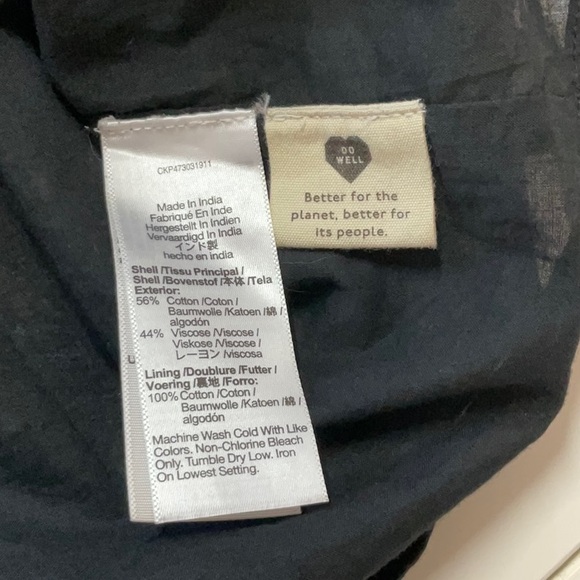 CKP473031911
Made In India
Fabriqué En Inde
Hergestellt In Indien
Vervaardigd In India
インド製
hecho en india
Shell /Tissu Principal /
Shell /Bovenstof /本体 /Tela
Exterior:
56% Cotton /Coton /
Baumwolle /Katoen /綿 /
algodón
44% Viscose /Viscose /
Viskose /Viscose /
レーヨン /viscosa
Lining /Doublure /Futter /
Voering /裏地 /Forro:
100% Cotton /Coton /
Baumwolle /Katoen /綿 /
algodón
Machine Wash Cold With Like
Colors. Non-Chlorine Bleach
Only. Tumble Dry Low. Iron
On Lowest Setting.
DO
WELL
Better for the
planet, better for
its people.